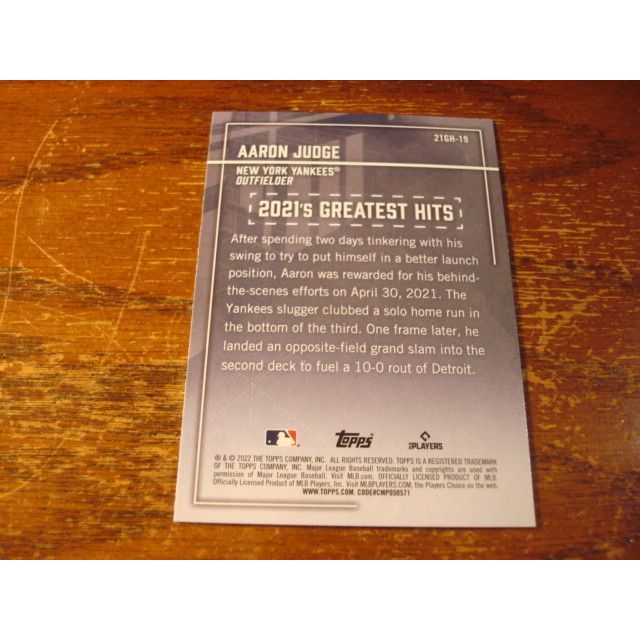 21GH-19
AARON JUDGE
NEW YORK YANKEES®
OUTFIELDER
2021's GREATEST HITS
After spending two days tinkering with his
swing to try to put himself in a better launch
position, Aaron was rewarded for his behind-
the-scenes efforts on April 30, 2021. The
Yankees slugger clubbed a solo home run in
the bottom of the third. One frame later, he
landed an opposite-field grand slam into the
second deck to fuel a 10-0 rout of Detroit.
Topps
PLAYERS
® & © 2022 THE TOPPS COMPANY, INC. ALL RIGHTS RESERVED. TOPPS IS A REGISTERED TRADEMARK
OF THE TOPPS COMPANY, INC. Major League Baseball trademarks and copyrights are used with
permission of Major League Baseball. Visit MLB.com. OFFICIALLY LICENSED PRODUCT OF MLB.
Officially Licensed Product of MLB Players, Inc. Visit MLBPLAYERS.COM, the Players Choice on the web.
WWW.TOPPS.COM. CODE#CMP050571